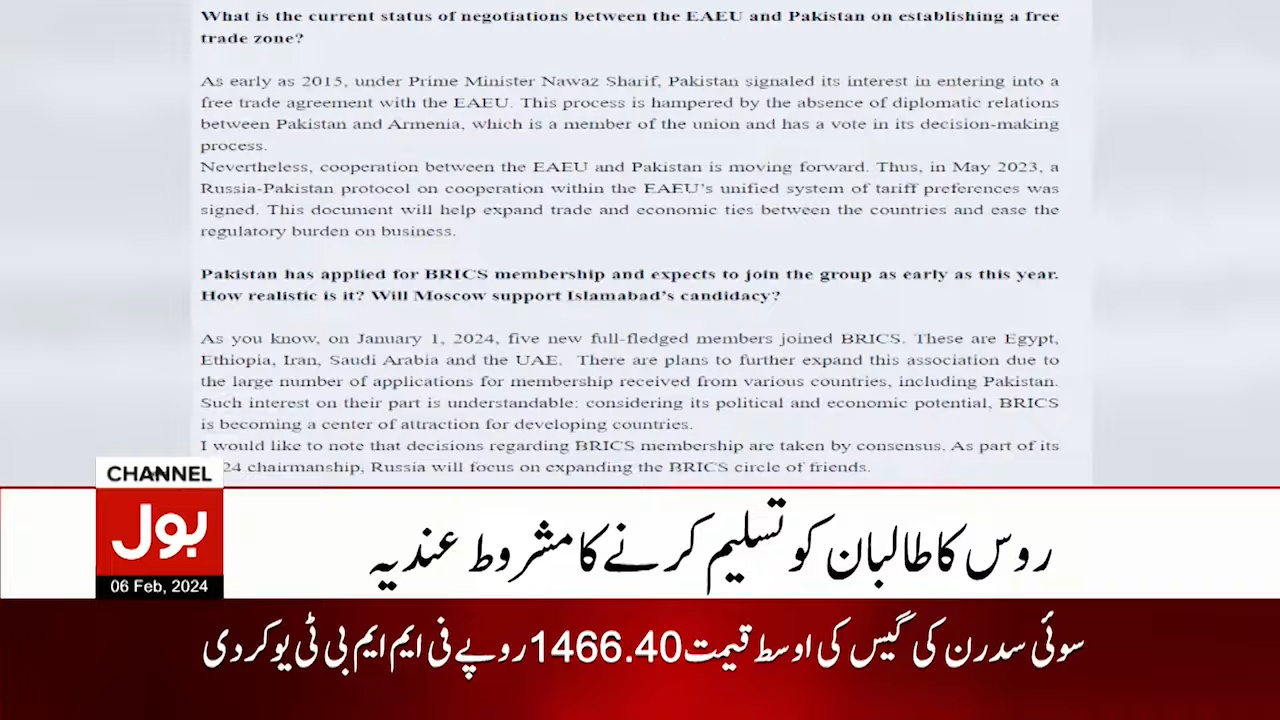 What is the current status of negotiations between the EAEU and Pakistan on establishing a free
trade zone?
As early as 2015, under Prime Minister Nawaz Sharif, Pakistan signaled its interest in entering into a
free trade agreement with the EAEU. This process is hampered by the absence of diplomatic relations
between Pakistan and Armenia, which is a member of the union and has a vote in its decision-making
process.
Nevertheless, cooperation between the EAEU and Pakistan is moving forward. Thus, in May 2023, a
Russia-Pakistan protocol on cooperation within the EAEU's unified system of tariff preferences was
signed. This document will help expand trade and economic ties between the countries and ease the
regulatory burden on business.
Pakistan has applied for BRICS membership and expects to join the group as early as this year.
How realistic is it? Will Moscow support Islamabad's candidacy?
As you know, on January 1, 2024, five new full-fledged members joined BRICS. These are Egypt,
Ethiopia, Iran, Saudi Arabia and the UAE. There are plans to further expand this association due to
the large number of applications for membership received from various countries, including Pakistan.
Such interest on their part is understandable: considering its political and economic potential, BRICS
is becoming a center of attraction for developing countries.
I would like to note that decisions regarding BRICS membership are taken by consensus. As part of its
24 chairmanship, Russia will focus on expanding the BRICS circle of friends.
CHANNEL
بول
06 Feb, 2024
روس کا طالبان کو تسلیم کرنے کا مشروط عندیہ
سوئی سدرن کی گیس کی اوسط قیمت 1466.40 روپے فی ایم ایم بی ٹی یو کر دی